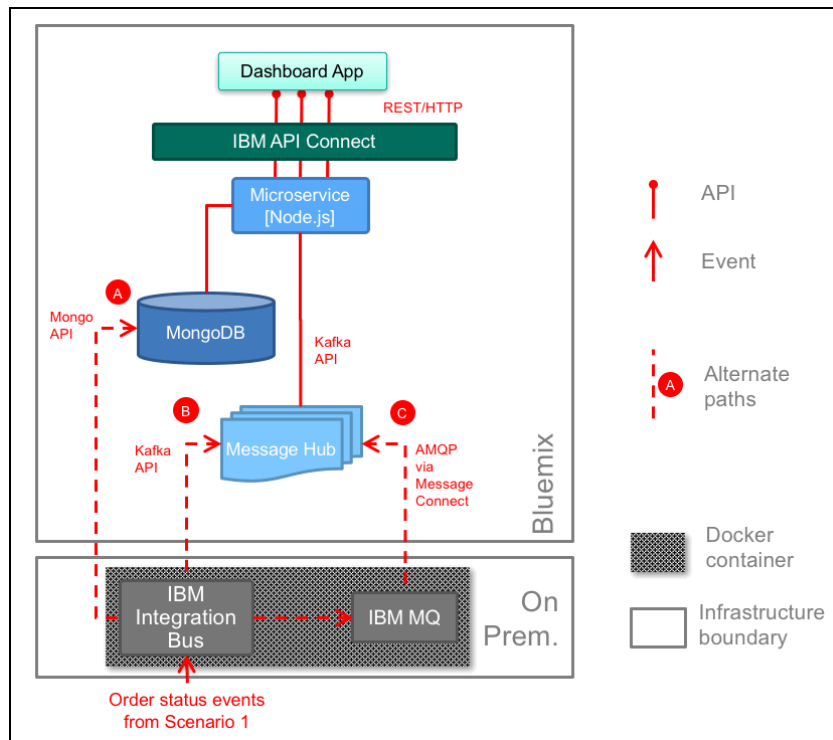 Dashboard App
REST/HTTP
IBM API Connect
Microservice
[Node.js]
A
Mongo
API
MongoDB
Kafka
API
B
C
Kafka
API
Message Hub
AMQP
via
Message
Connect
Bluemix
IBM
Integration
Bus
IBM MQ
On
Prem.
Order status events
from Scenario 1
API
Event
A
Alternate
paths
Docker
container
Infrastructure
boundary